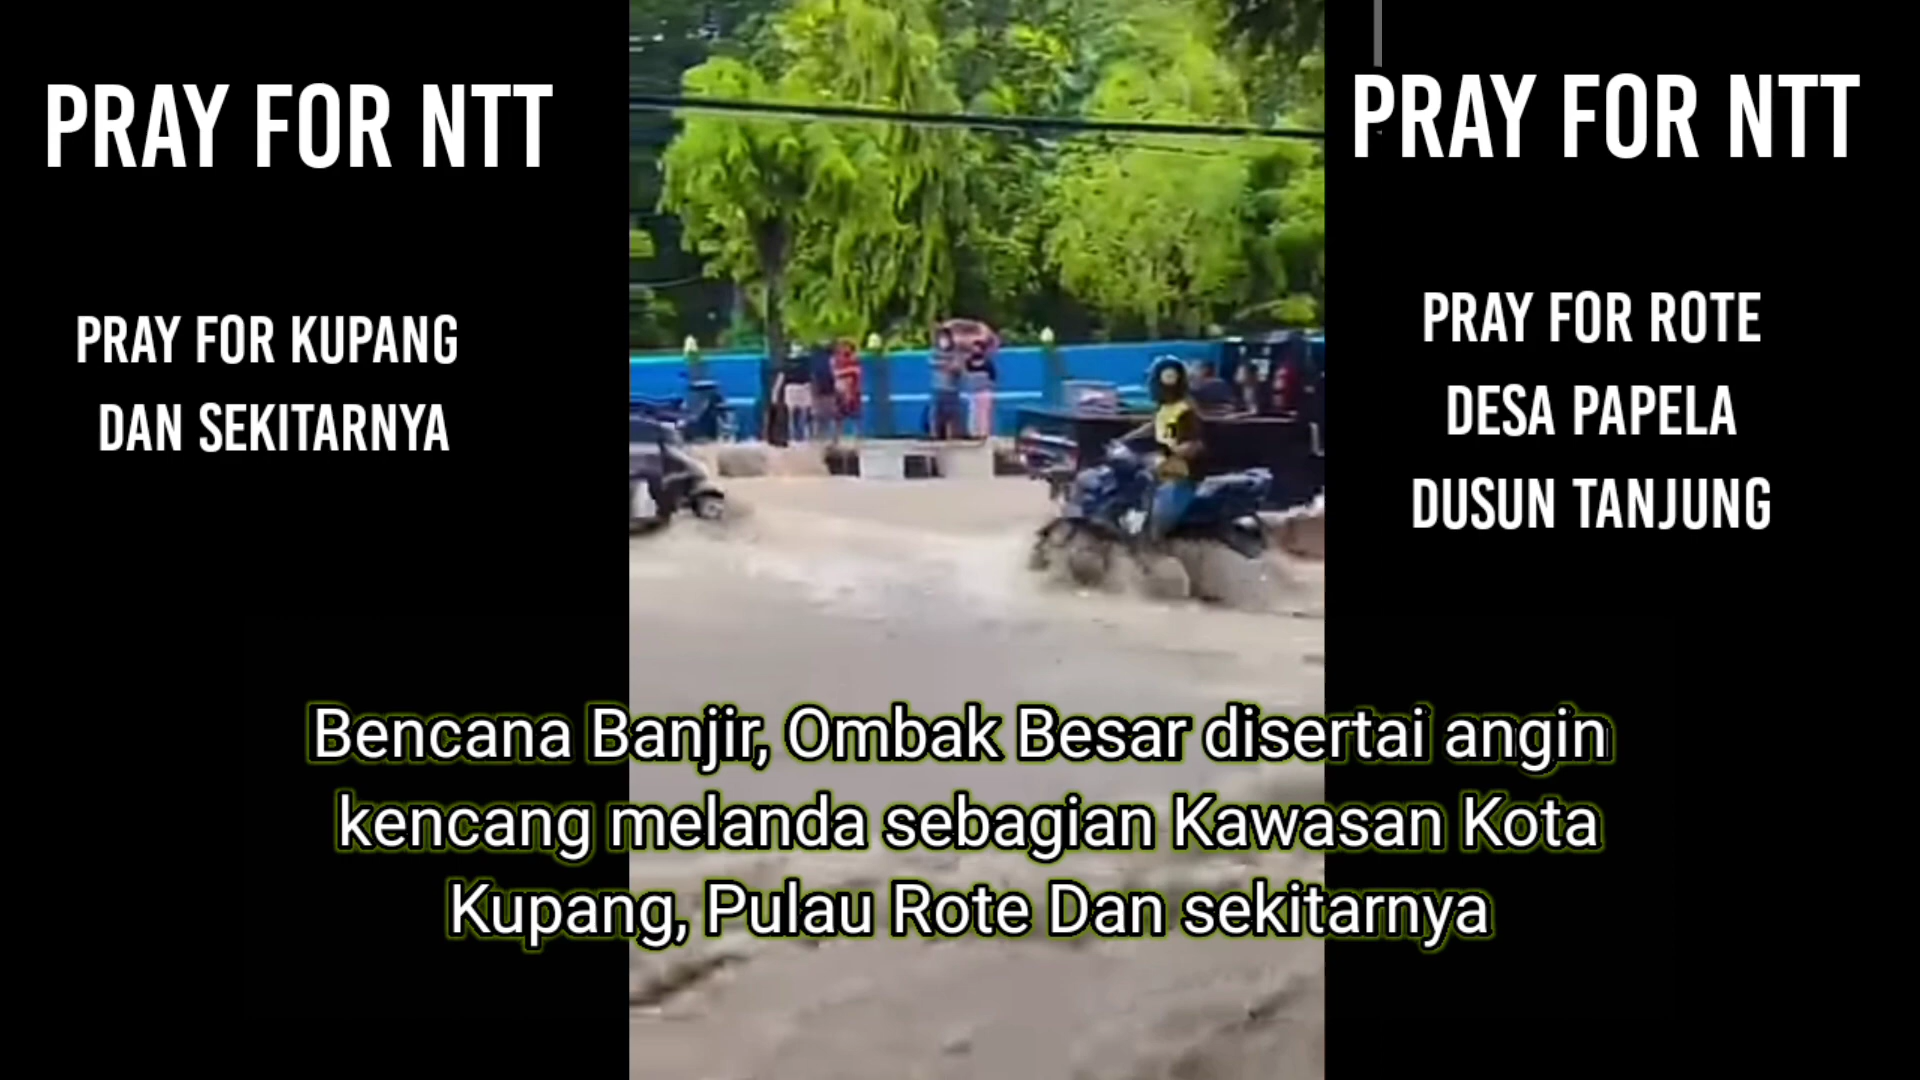 PRAY FOR NTT
PRAY FOR KUPANG
DAN SEKITARNYA
PRAY FOR NTT
PRAY FOR ROTE
DESA PAPELA
DUSUN TANJUNG
Bencana Banjir, Ombak Besar disertai angin
kencang melanda sebagian Kawasan Kota
Kupang, Pulau Rote Dan sekitarnya